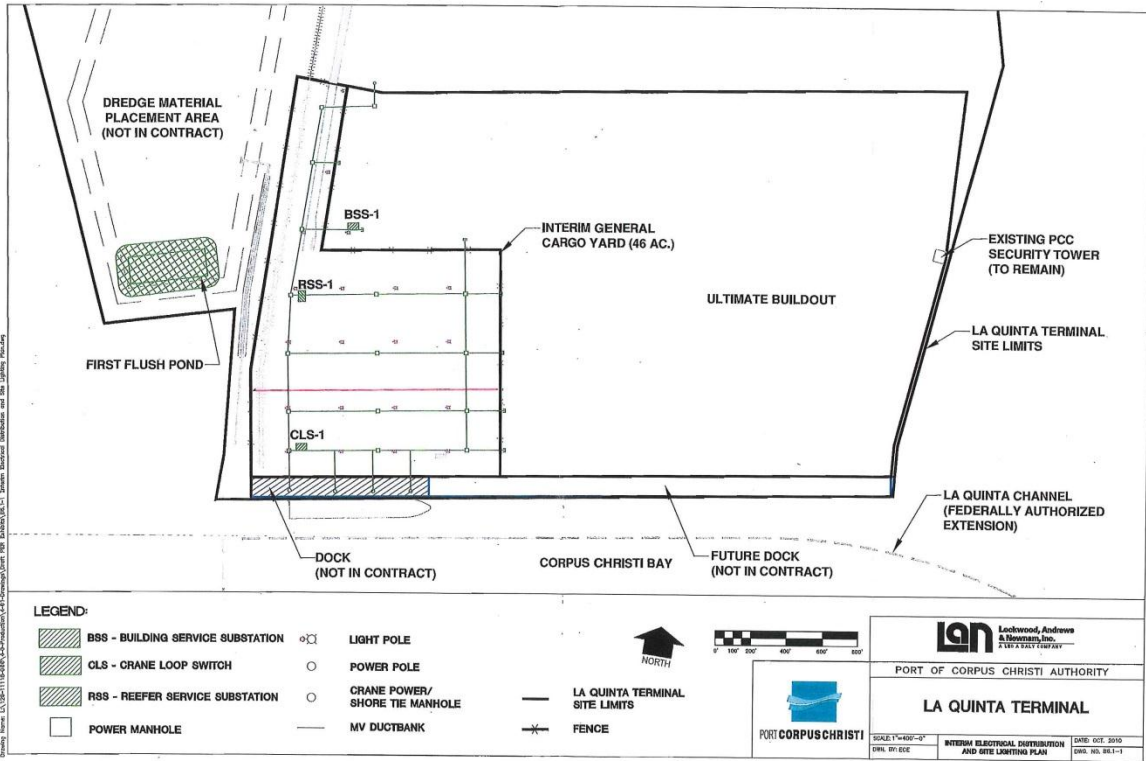 DREDGE MATERIAL
PLACEMENT AREA
(NOT IN CONTRACT)
BSS-1
INTERIM GENERAL
CARGO YARD (46 AC.)
EXISTING PCC
SECURITY TOWER
(TO REMAIN)
RSS-1
ULTIMATE BUILDOUT
LA QUINTA TERMINAL
SITE LIMITS
FIRST FLUSH POND
CLS-1
LA QUINTA CHANNEL
(FEDERALLY AUTHORIZED
EXTENSION)
DOCK
(NOT IN CONTRACT)
CORPUS CHRISTI BAY
FUTURE DOCK
(NOT IN CONTRACT)
LEGEND:
BSS - BUILDING SERVICE SUBSTATION
CLS - CRANE LOOP SWITCH
RSS - REEFER SERVICE SUBSTATION
POWER MANHOLE
LIGHT POLE
POWER POLE
CRANE POWER/
SHORE TIE MANHOLE
MV DUCTBANK
NORTH
LA QUINTA TERMINAL
SITE LIMITS
FENCE
0' 100' 200' 400' 600' 800'
PORT CORPUS CHRISTI
Lan
Lockwood, Andrews
& Newnam, Inc.
A LEO A DALY COMPANY
PORT OF CORPUS CHRISTI AUTHORITY
LA QUINTA TERMINAL
SCALE: 1"=400'-0"
DRN. BY: ECE
INTERIM ELECTRICAL DISTRIBUTION
AND SITE LIGHTING PLAN
DATE: OCT. 2010